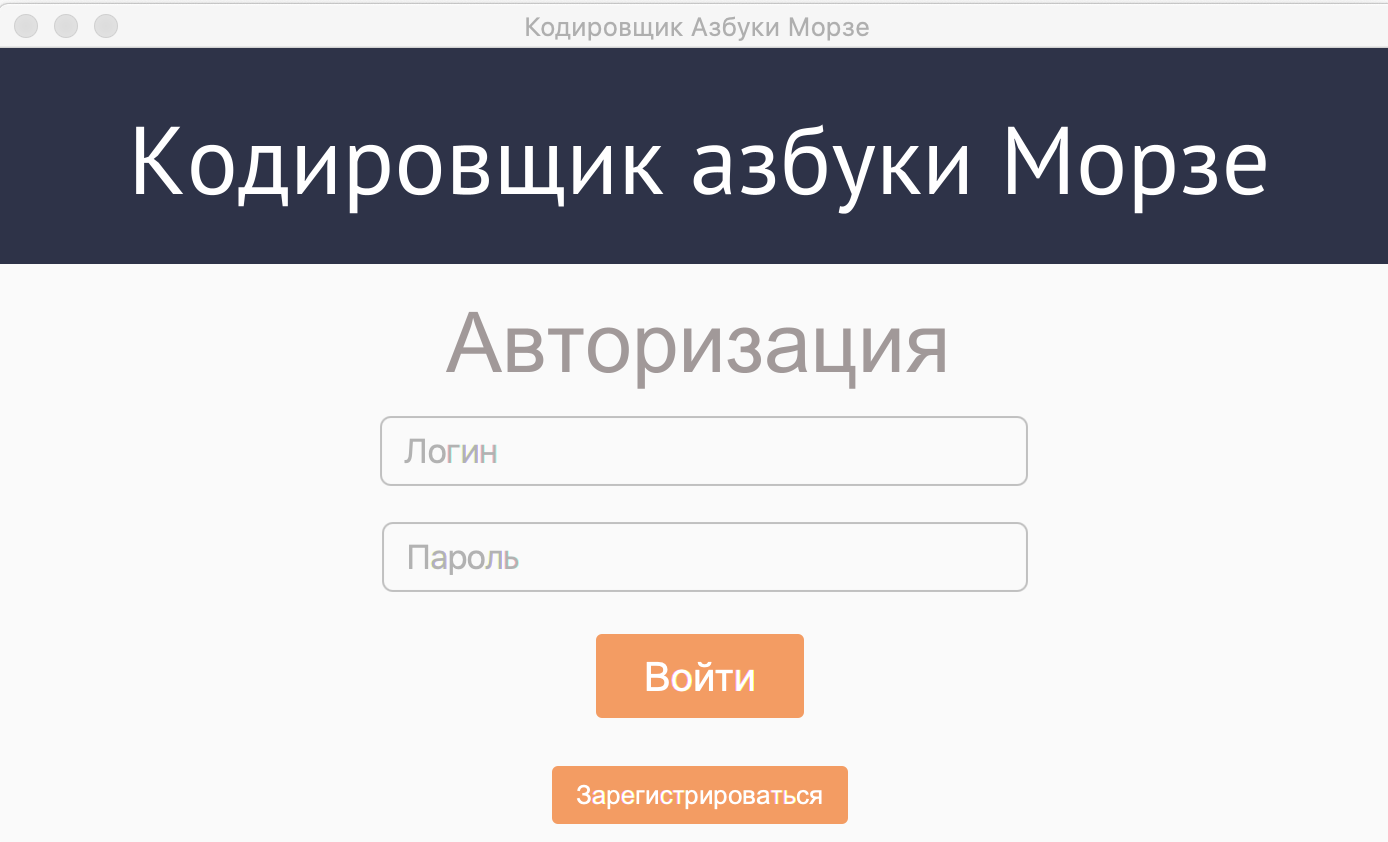 Кодировщик Азбуки Морзе
Кодировщик азбуки Морзе
Авторизация
Логин
Пароль
Войти
Зарегистрироваться